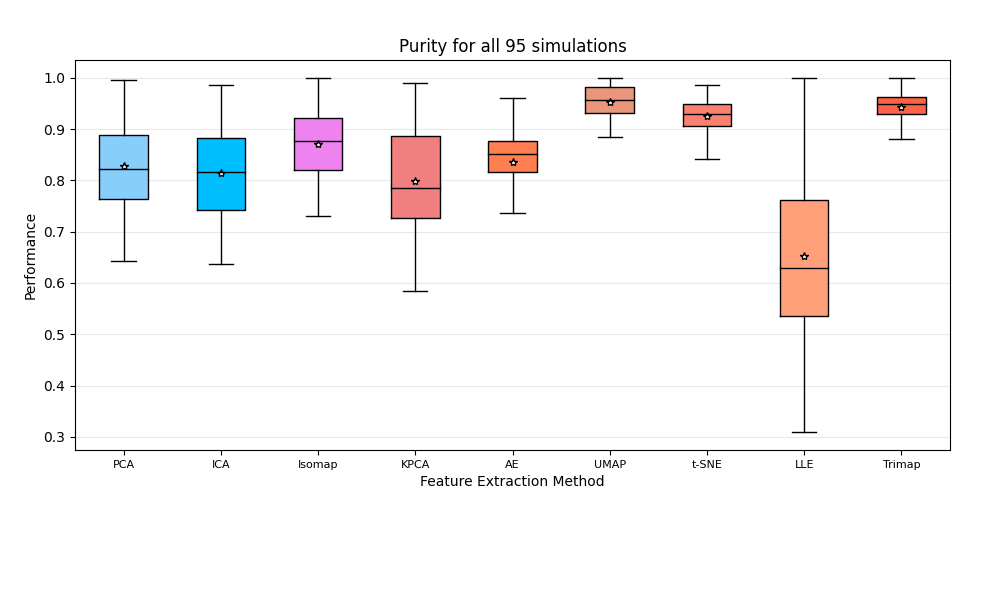 Purity for all 95 simulations
1.0
0.9
0.8
0.7
0.6
0.5
0.4
0.3
Performance
PCA ICA Isomap KPCA AE UMAP t-SNE LLE Trimap
Feature Extraction Method